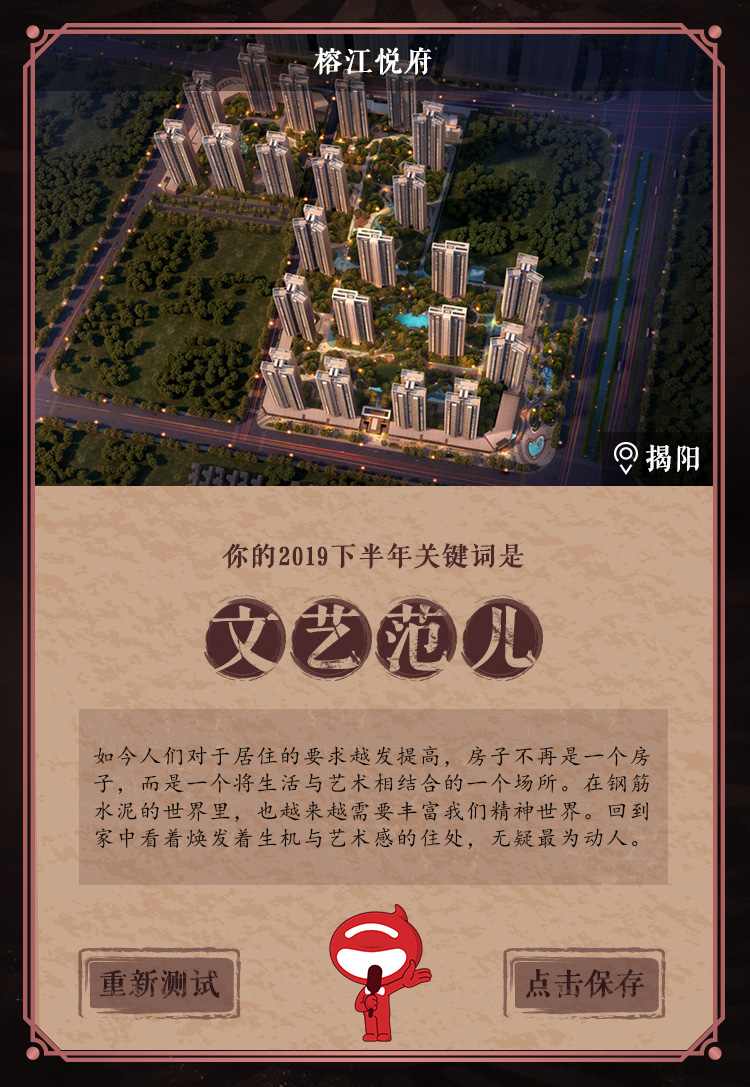 榕江悦府
揭阳
你的2019下半年关键词是
文艺范儿
如今人们对于居住的要求越发提高，房子不再是一个房
子，而是一个将生活与艺术相结合的一个场所。在钢筋
水泥的世界里，也越来越需要丰富我们精神世界。回到
家中看着焕发着生机与艺术感的住处，无疑最为动人。
重新测试
点击保存